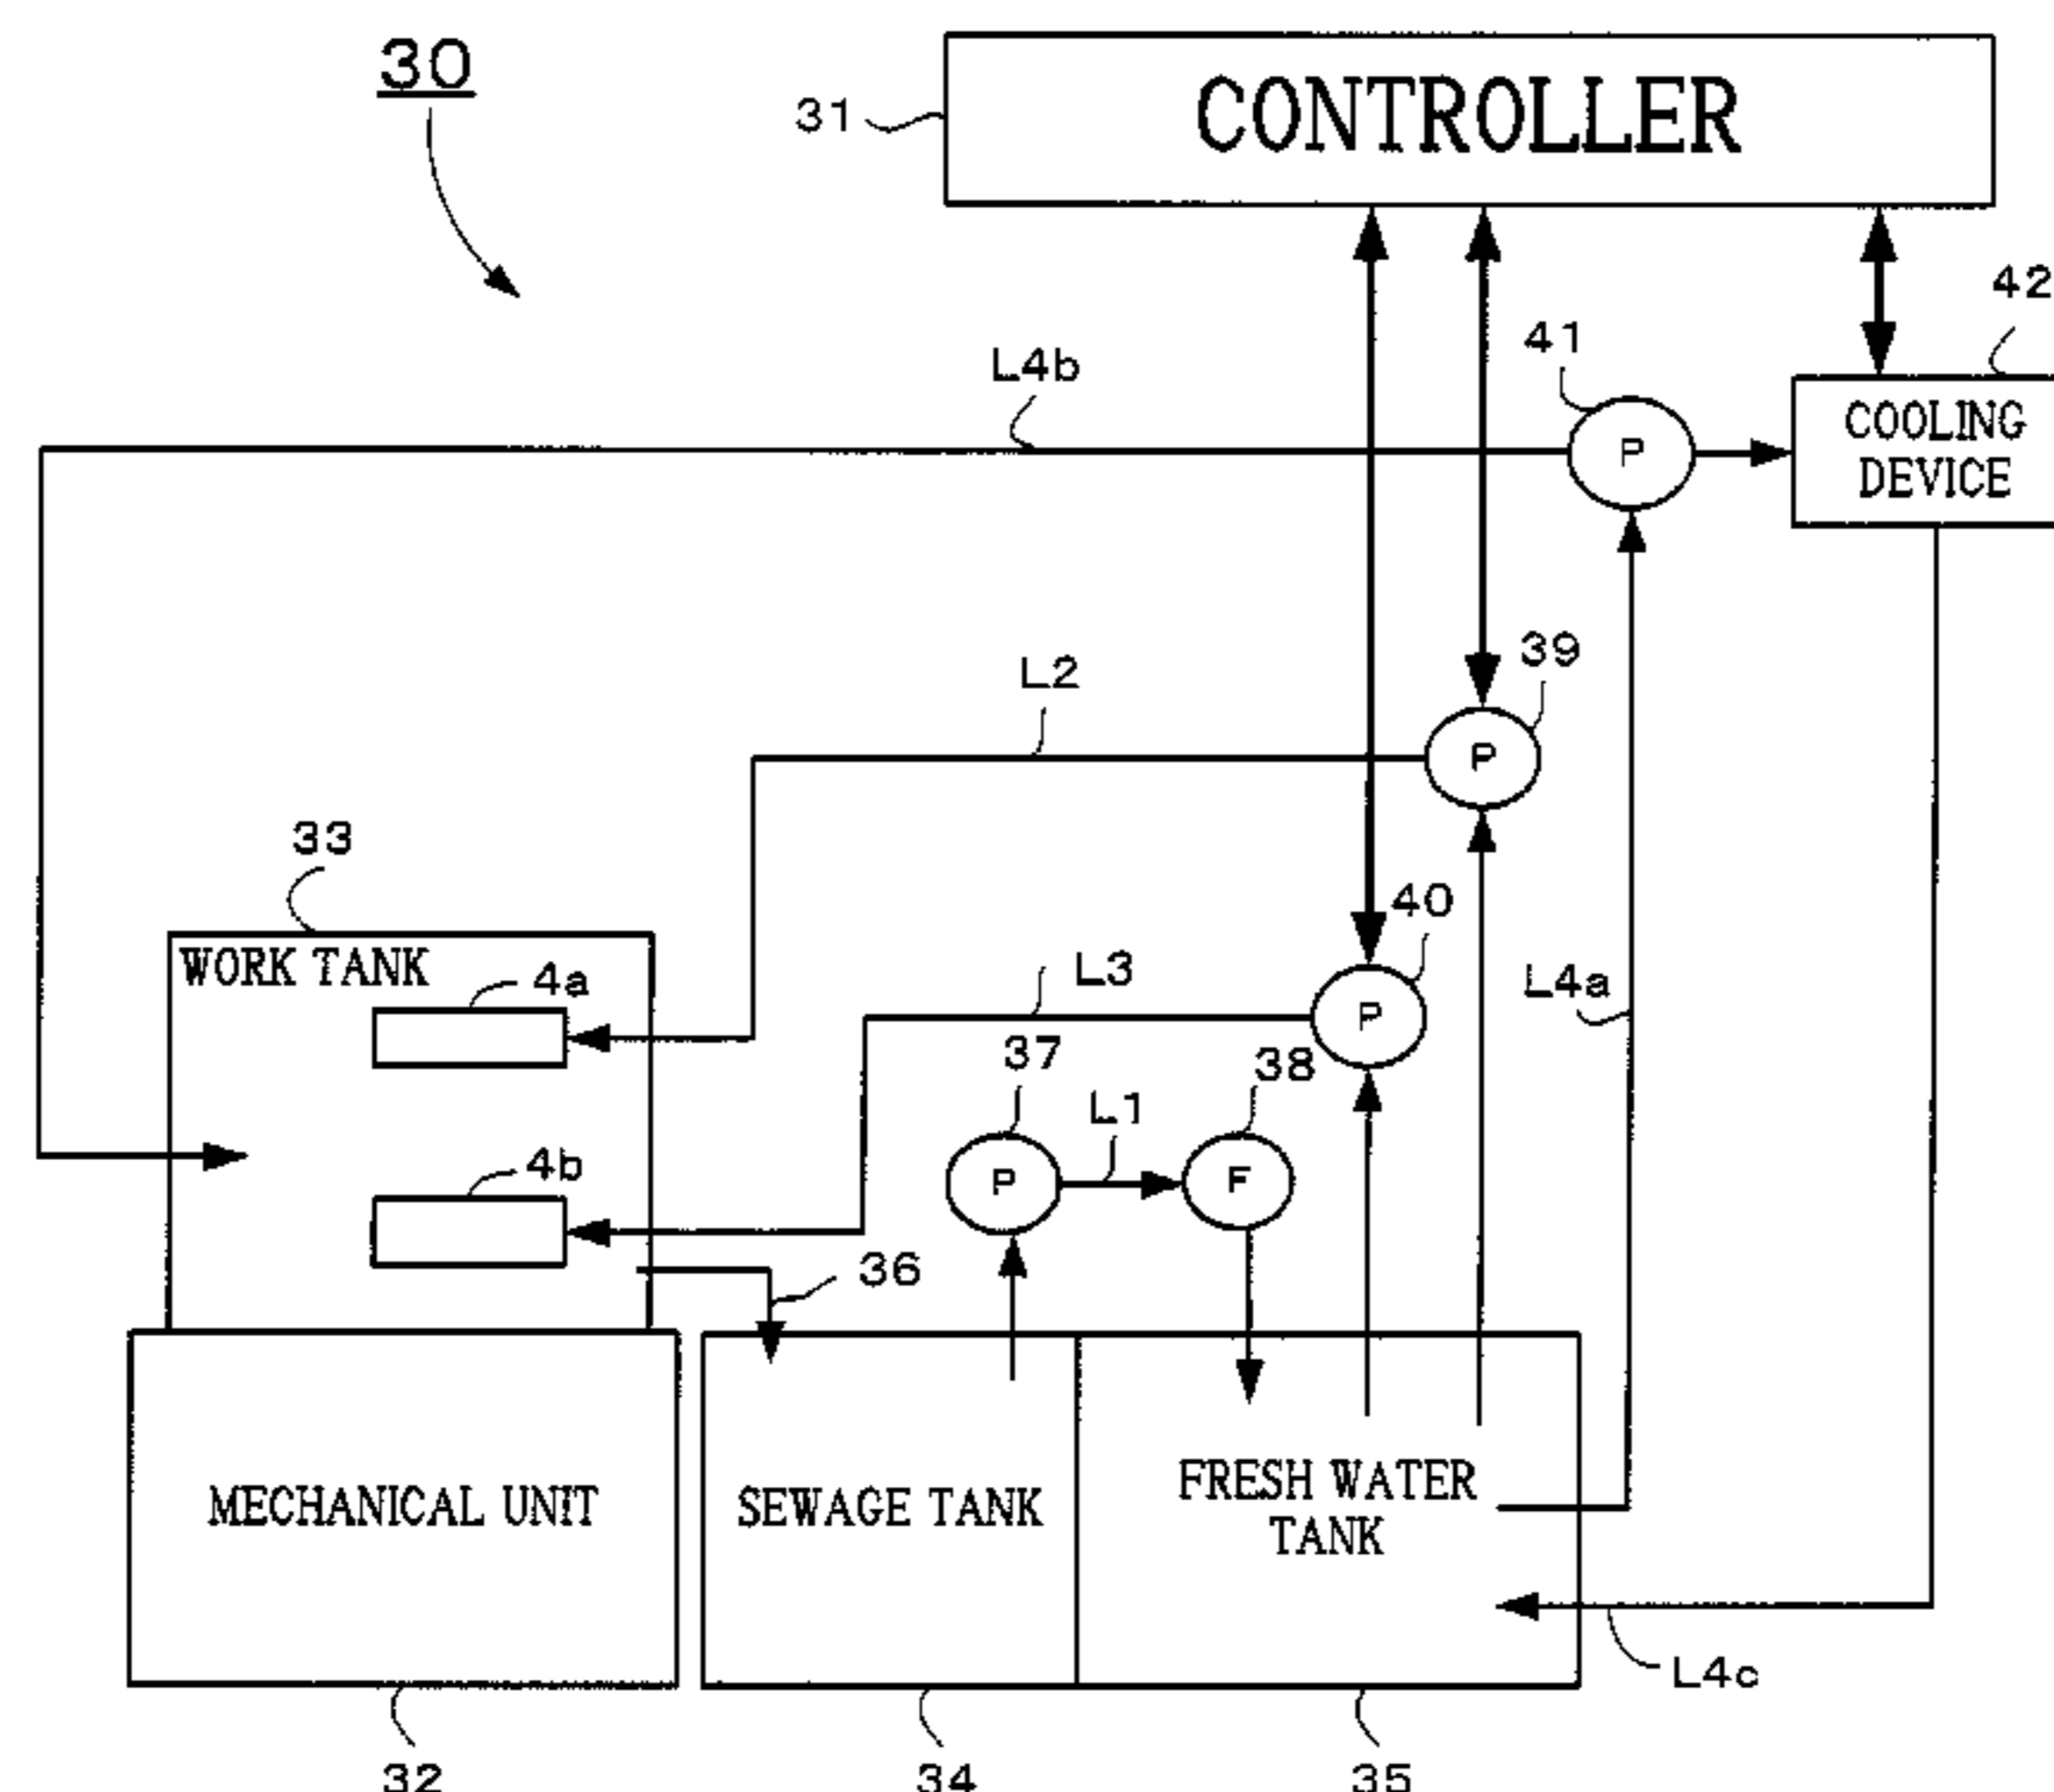 30
CONTROLLER
31
42
41
L4b
P
COOLING
DEVICE
39
L2
P
33
40
WORK TANK
L3
L4a
4a
P
37
38
L1
4b
P
F
36
FRESH WATER
TANK
MECHANICAL UNIT
SEWAGE TANK
L4c
32
34
35